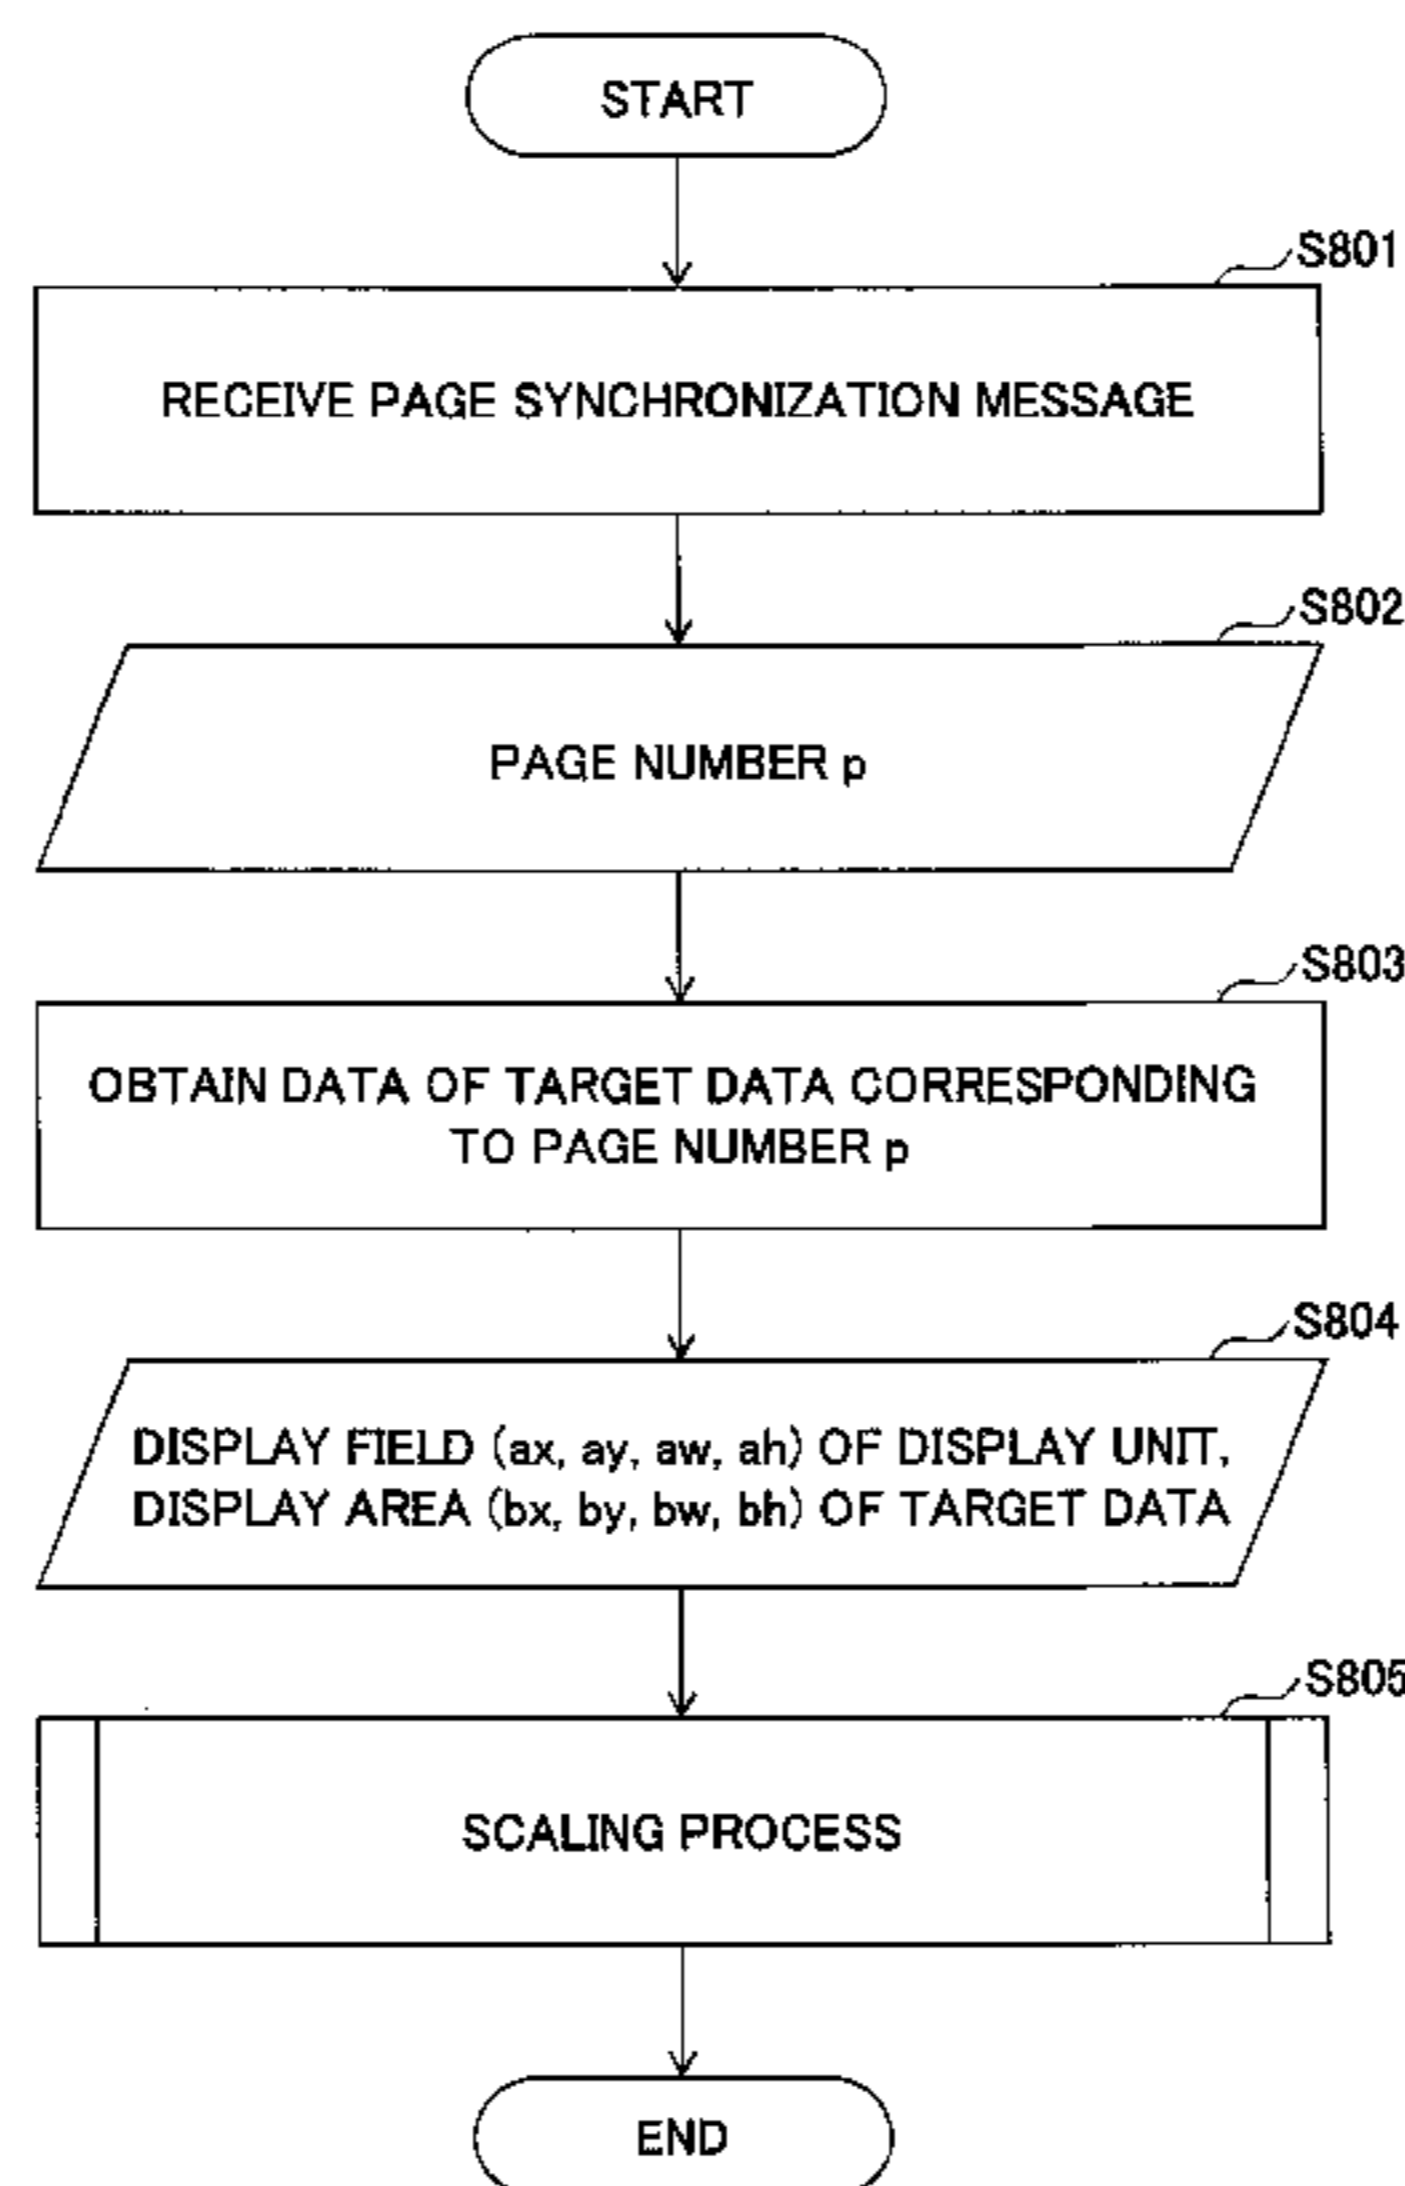 START
S801
RECEIVE PAGE SYNCHRONIZATION MESSAGE
S802
PAGE NUMBER p
S803
OBTAIN DATA OF TARGET DATA CORRESPONDING
TO PAGE NUMBER p
S804
DISPLAY FIELD (ax, ay, aw, ah) OF DISPLAY UNIT,
DISPLAY AREA (bx, by, bw, bh) OF TARGET DATA
S805
SCALING PROCESS
END